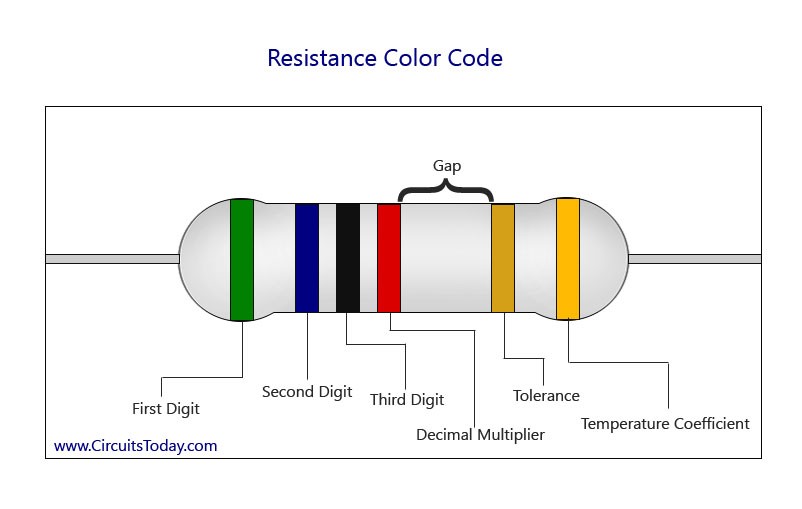 Resistance Color Code
Gap
First Digit
Second Digit
Third Digit
Decimal Multiplier
Tolerance
Temperature Coefficient
www.CircuitsToday.com